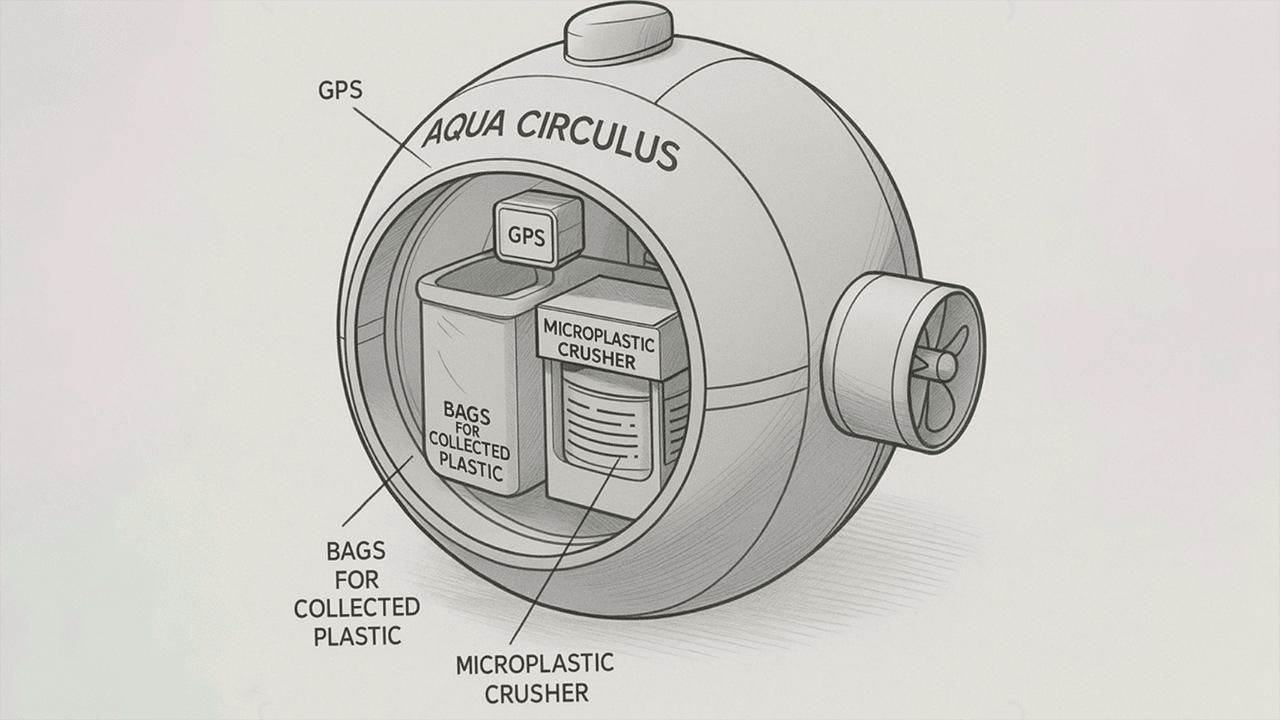 GPS
AQUA CIRCULUS
GPS
MICROPLASTIC
CRUSHER
BAGS
FOR
COLLECTED
PLASTIC
BAGS
FOR
COLLECTED
PLASTIC
MICROPLASTIC
CRUSHER